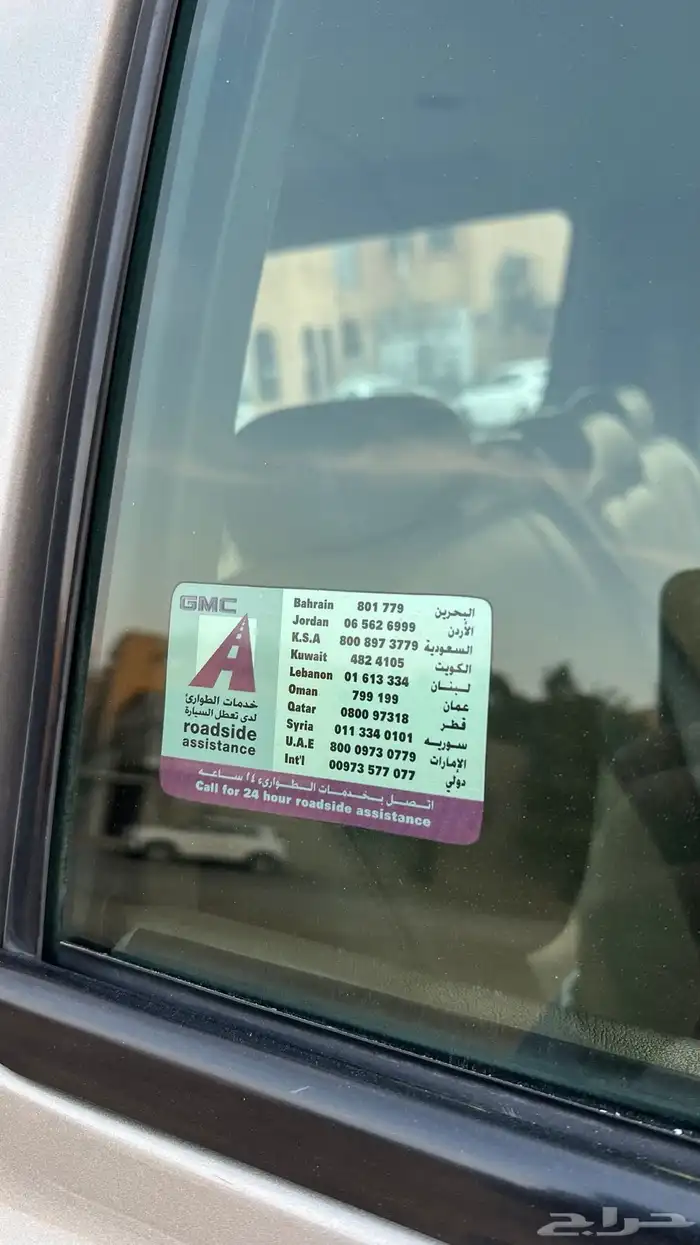 GMC
خدمات الطوارئ
لدى تعطل السيارة
roadside
assistance
Bahrain 801 779 البحرين
Jordan 06 562 6999 الأردن
K.S.A 800 897 3779 السعودية
Kuwait 482 4105 الكويت
Lebanon 01 613 334 لبنان
Oman 799 199 عمان
Qatar 0800 97318 قطر
Syria 011 334 0101 سوريه
U.A.E 800 0973 0779 الإمارات
Int'l 00973 577 077 دولي
اتصل بخدمات الطوارىء ٢٤ ساعه
Call for 24 hour roadside assistance
حراج